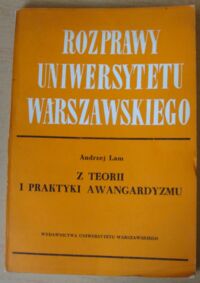 ROZPRAWY
UNIWERSYTETU
WARSZAWSKIEGO
Andrzej Lam
Z TEORII
I PRAKTYKI AWANGARDYZMU
WYDAWNICTWA UNIWERSYTETU WARSZAWSKIEGO